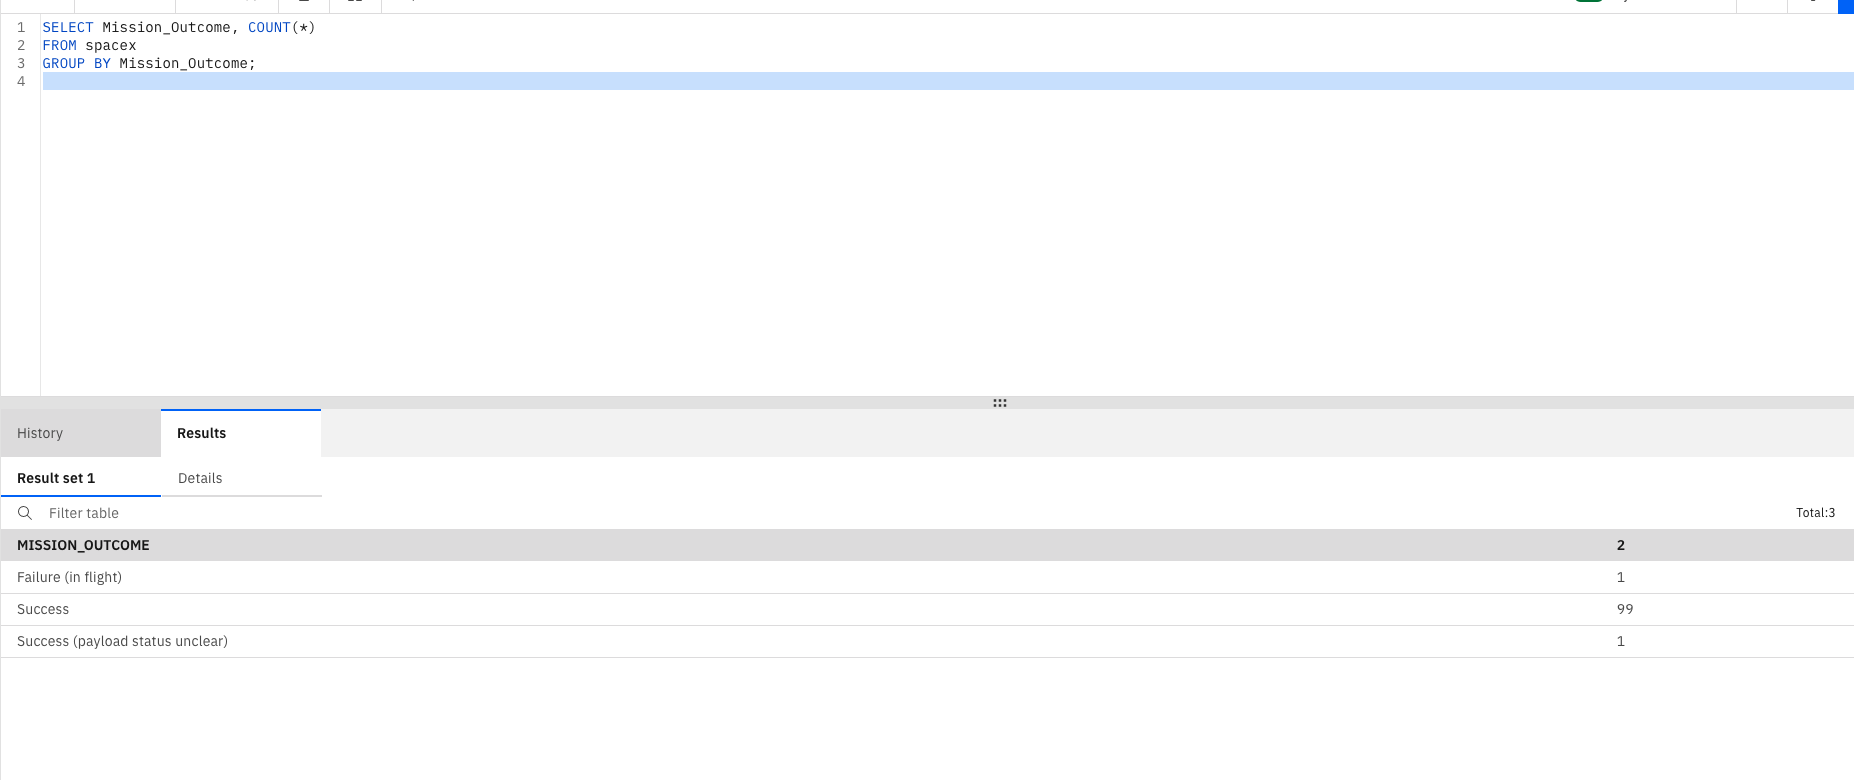 1 SELECT Mission_Outcome, COUNT(*)
2 FROM spacex
3 GROUP BY Mission_Outcome;
4
History Results
Result set 1 Details
Filter table Total:3
MISSION_OUTCOME 2
Failure (in flight) 1
Success 99
Success (payload status unclear) 1